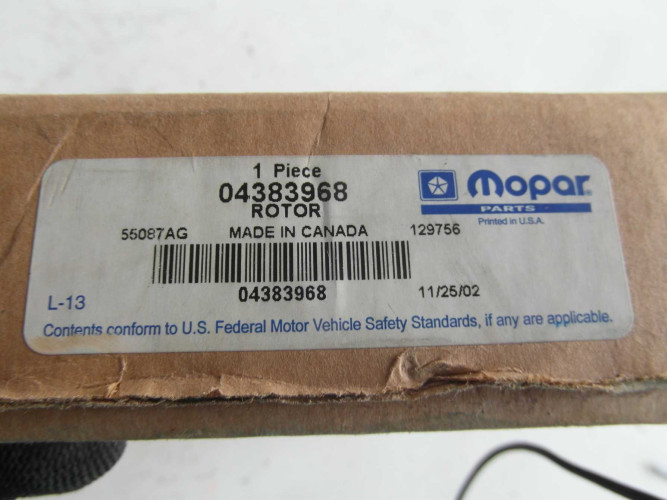 1 Piece
04383968
ROTOR
Mopar
PARTS
Printed in U.S.A.
55087AG MADE IN CANADA 129756
04383968 11/25/02
L-13
Contents conform to U.S. Federal Motor Vehicle Safety Standards, if any are applicable.